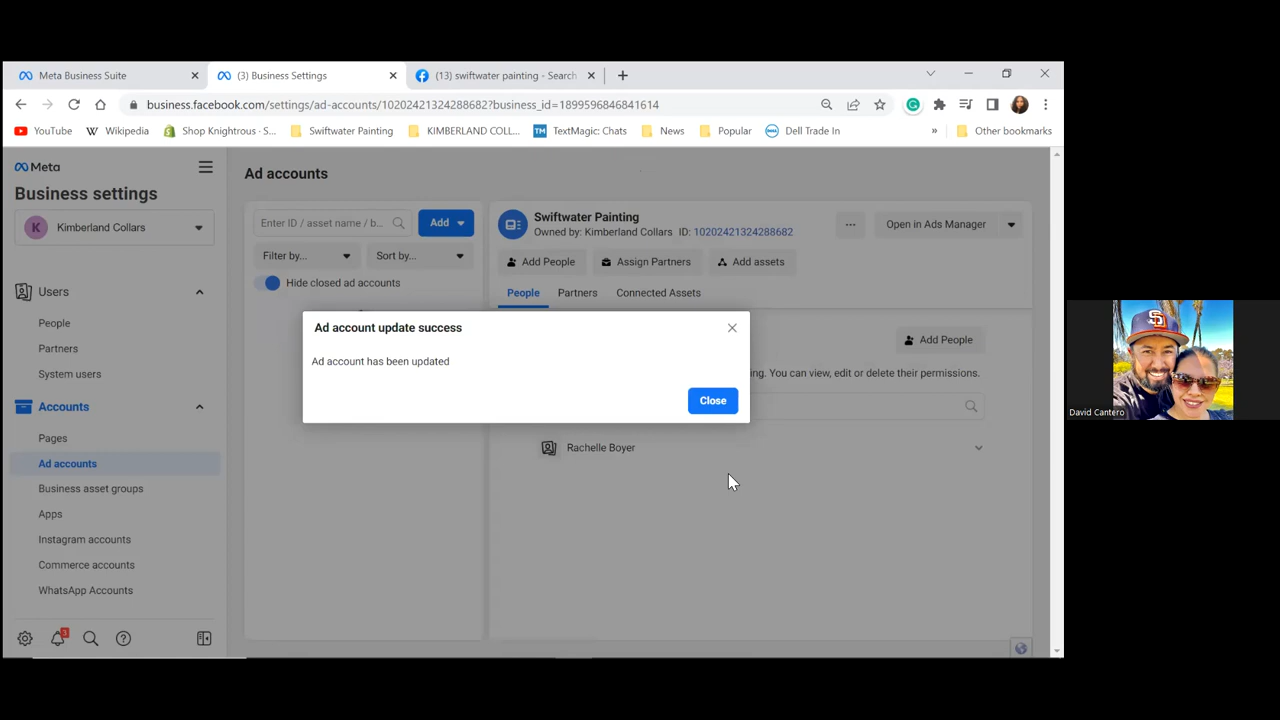 Meta Business Suite
(3) Business Settings
(13) swiftwater painting - Search
business.facebook.com/settings/ad-accounts/10202421324288682?business_id=1899596846841614
YouTube
Wikipedia
Shop Knightrous - S...
Swiftwater Painting
KIMBERLAND COLL...
TM TextMagic: Chats
News
Popular
DELL Dell Trade In
»
Other bookmarks
Meta
Business settings
K Kimberland Collars
Users
People
Partners
System users
Accounts
Pages
Ad accounts
Business asset groups
Apps
Instagram accounts
Commerce accounts
WhatsApp Accounts
3
Ad accounts
Enter ID / asset name / b...
Add
Filter by...
Sort by...
Hide closed ad accounts
Swiftwater Painting
Owned by: Kimberland Collars ID: 10202421324288682
...
Open in Ads Manager
Add People
Assign Partners
Add assets
People
Partners
Connected Assets
Add People
ng. You can view, edit or delete their permissions.
Rachelle Boyer
Ad account update success
Ad account has been updated
Close
SD
David Cantero